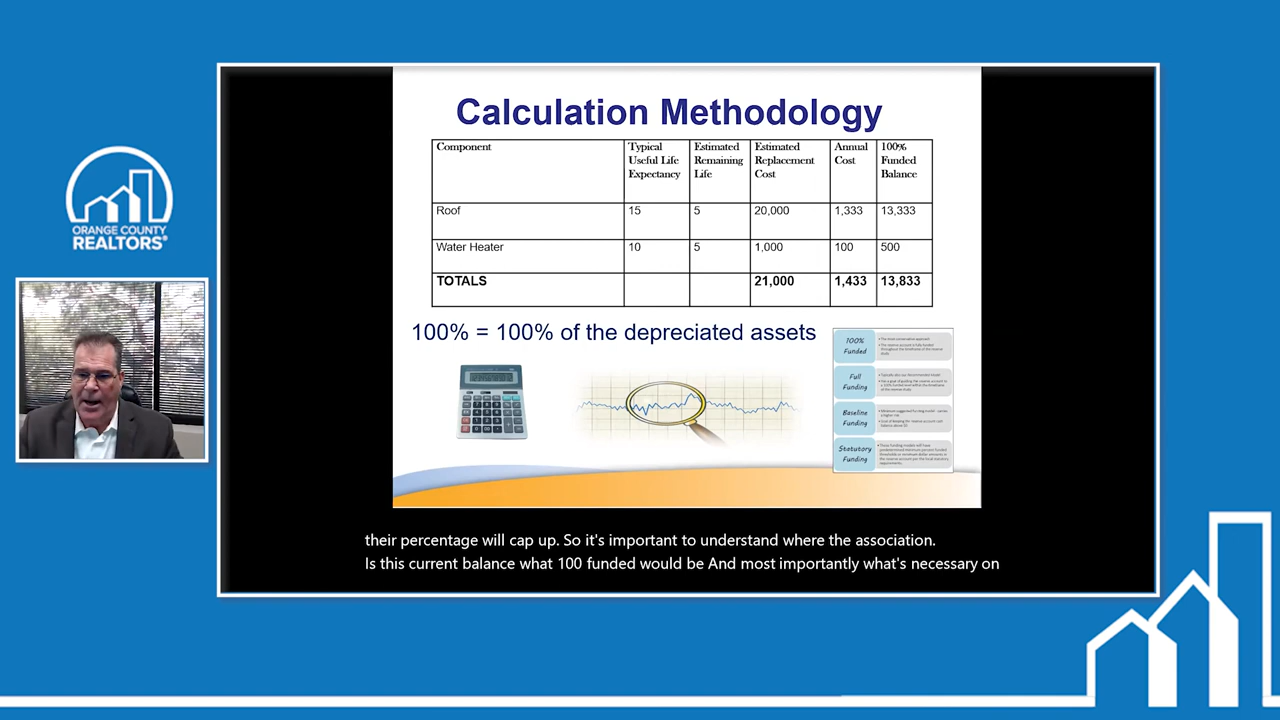 ORANGE COUNTY
REALTORS®
Calculation Methodology
Component
Typical
Useful Life
Expectancy
Estimated
Remaining
Life
Estimated
Replacement
Cost
Annual
Cost
100%
Funded
Balance
Roof 15 5 20,000 1,333 13,333
Water Heater 10 5 1,000 100 500
TOTALS 21,000 1,433 13,833
100% = 100% of the depreciated assets
100%
Funded
Full
Funding
Baseline
Funding
Statutory
Funding
their percentage will cap up. So it's important to understand where the association.
Is this current balance what 100 funded would be And most importantly what's necessary on